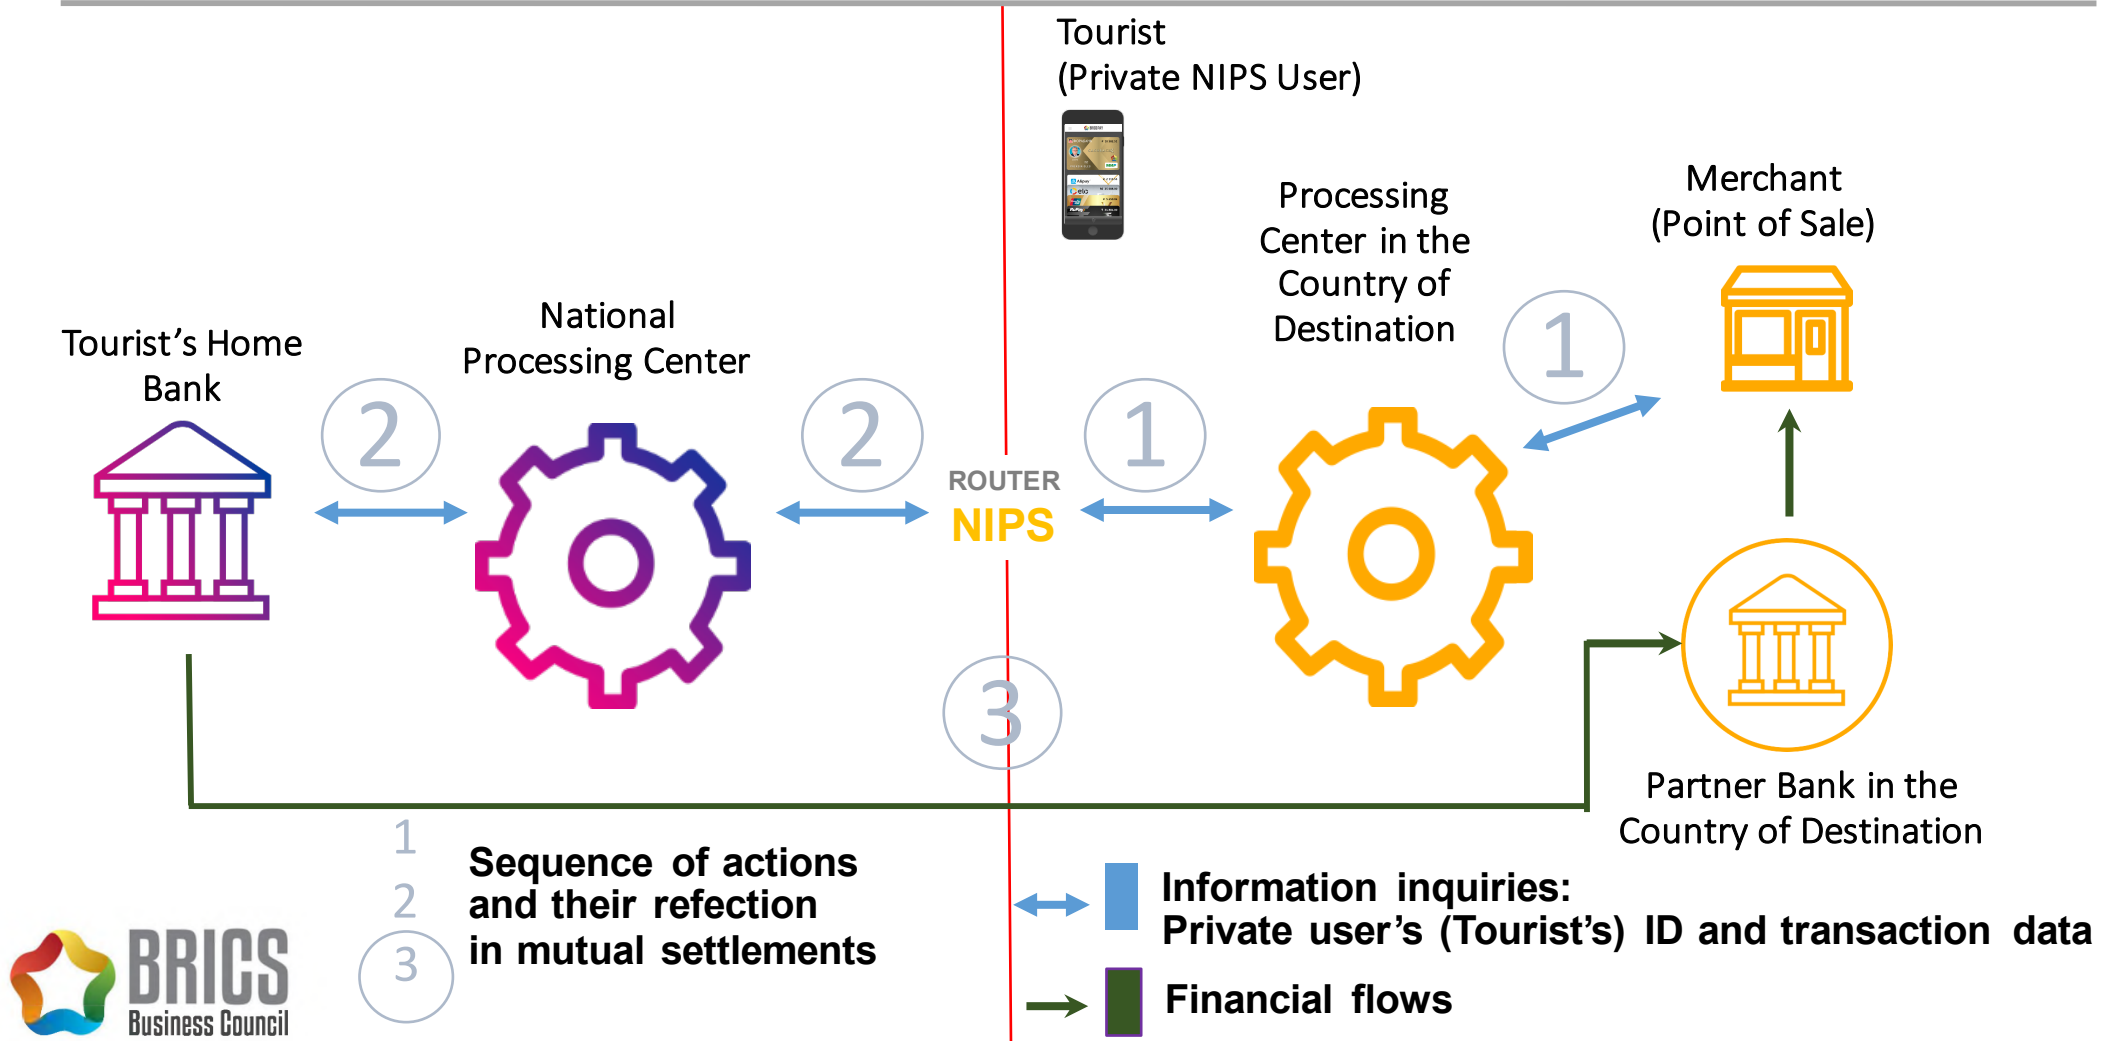 Tourist
(Private NIPS User)
Merchant
(Point of Sale)
Processing
Center in the
Country of
Destination
1
National
Processing Center
Tourist’s Home
Bank
2
2
1
ROUTER
NIPS
3
Partner Bank in the
Country of Destination
1
2
3
Sequence of actions
and their refection
in mutual settlements
Information inquiries:
Private user’s (Tourist’s) ID and transaction data
Financial flows
BRICS
Business Council